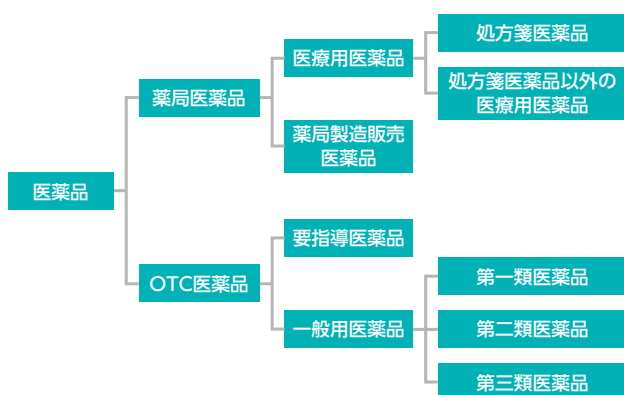 処方箋医薬品
医療用医薬品
処方箋医薬品以外の
医療用医薬品
薬局医薬品
薬局製造販売
医薬品
医薬品
要指導医薬品
OTC医薬品
第一類医薬品
一般用医薬品
第二類医薬品
第三類医薬品